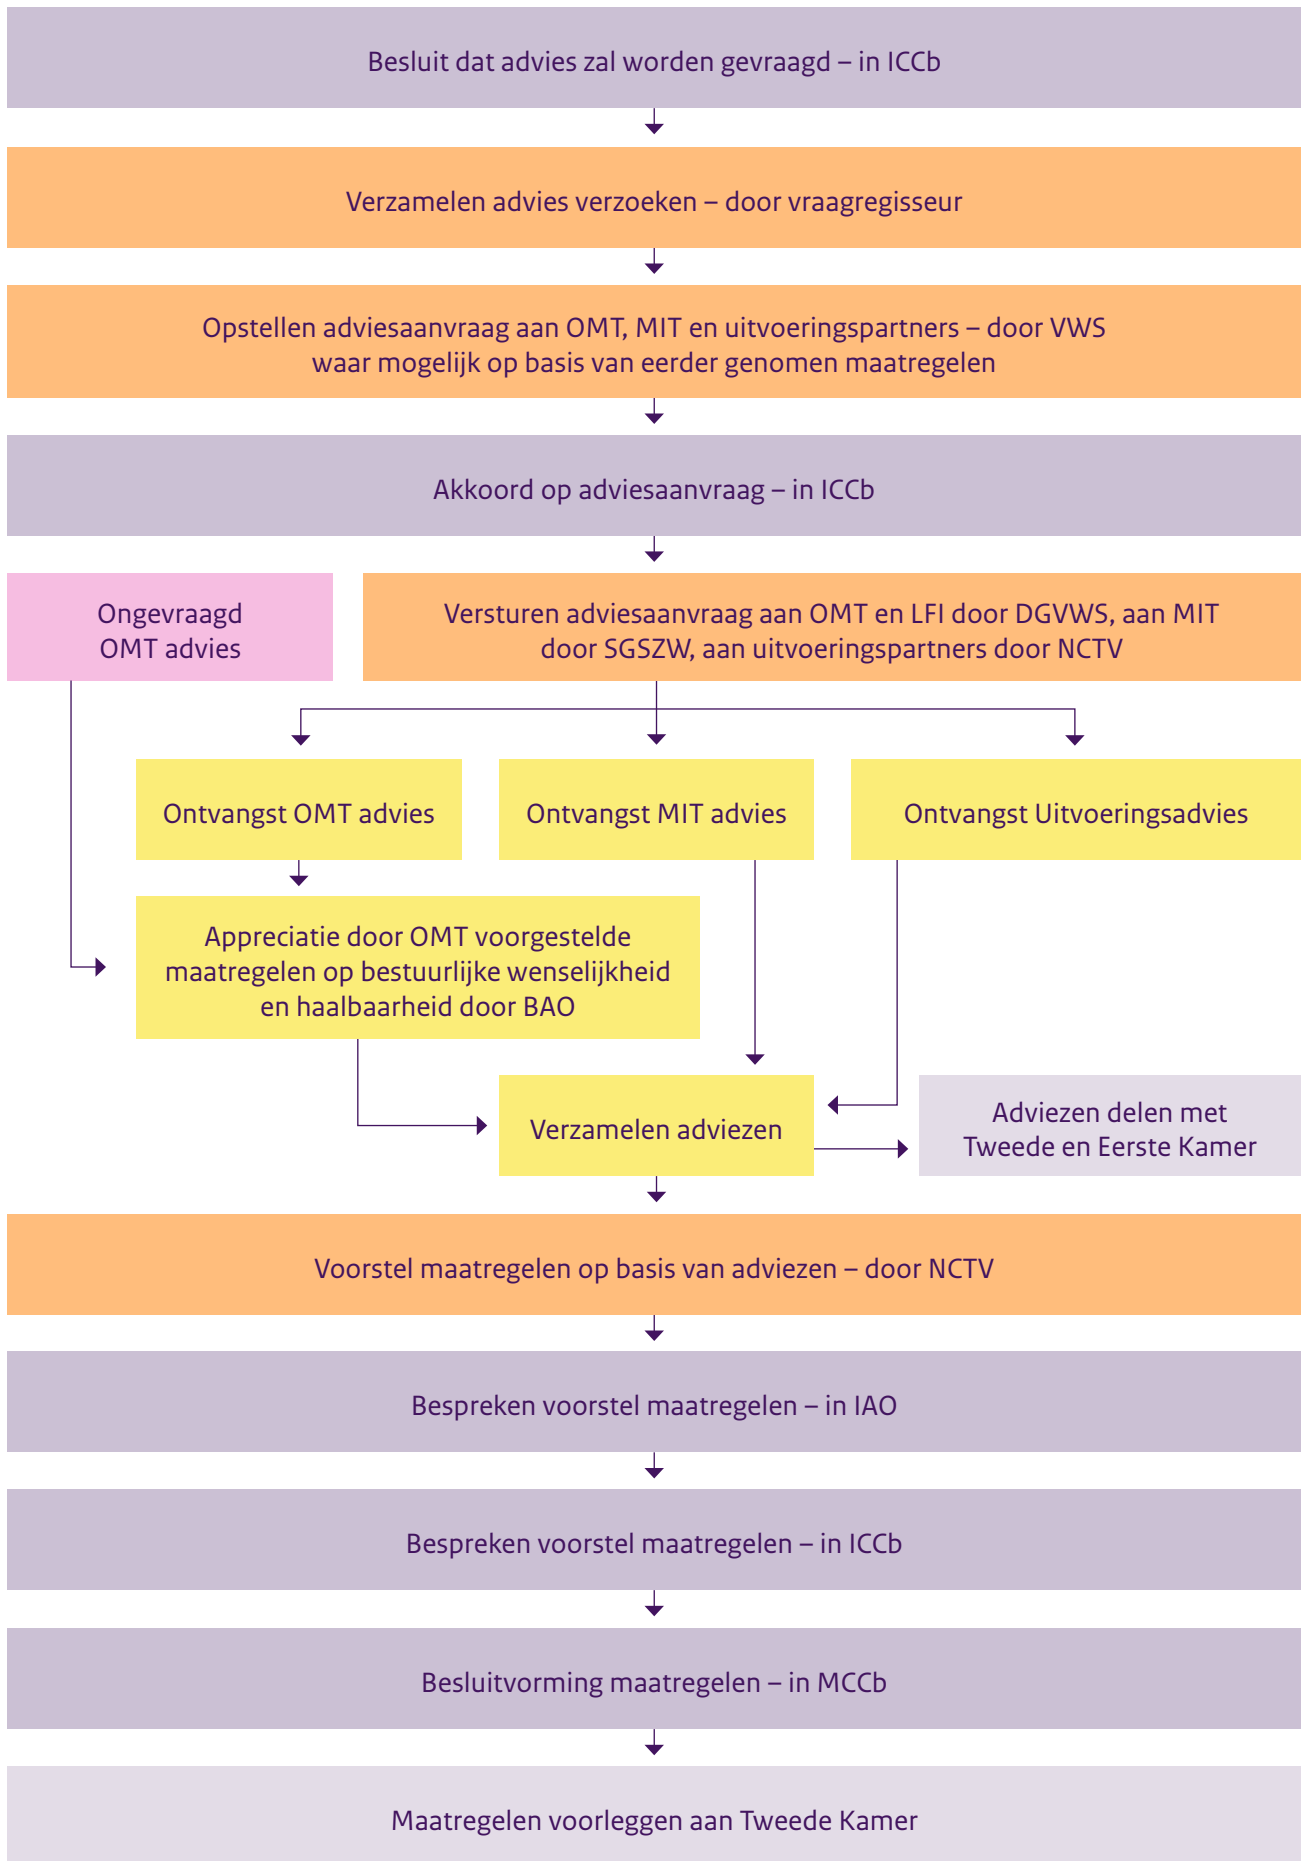 Besluit dat advies zal worden gevraagd – in ICCb
Verzamelen advies verzoeken – door vraagregisseur
Opstellen adviesaanvraag aan OMT, MIT en uitvoeringspartners – door VWS
waar mogelijk op basis van eerder genomen maatregelen
Akkoord op adviesaanvraag – in ICCb
Ongevraagd
OMT advies
Versturen adviesaanvraag aan OMT en LFI door DGVWS, aan MIT
door SGSZW, aan uitvoeringspartners door NCTV
Ontvangst OMT advies
Ontvangst MIT advies
Ontvangst Uitvoeringsadvies
Appreciatie door OMT voorgestelde
maatregelen op bestuurlijke wenselijkheid
en haalbaarheid door BAO
Verzamelen adviezen
Adviezen delen met
Tweede en Eerste Kamer
Voorstel maatregelen op basis van adviezen – door NCTV
Bespreken voorstel maatregelen – in IAO
Bespreken voorstel maatregelen – in ICCb
Besluitvorming maatregelen – in MCCb
Maatregelen voorleggen aan Tweede Kamer